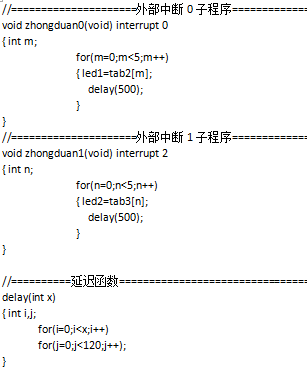 //=====================外部中断 0 子程序=============
void zhongduan0(void) interrupt 0
{ int m;
for(m=0;m<5;m++)
{ led1=tab2[m];
delay(500);
}
}
//=====================外部中断 1 子程序=============
void zhongduan1(void) interrupt 2
{ int n;
for(n=0;n<5;n++)
{ led2=tab3[n];
delay(500);
}
}
//==========延迟函数================================
delay(int x)
{ int i,j;
for(i=0;i<x;i++)
for(j=0;j<120;j++);
}